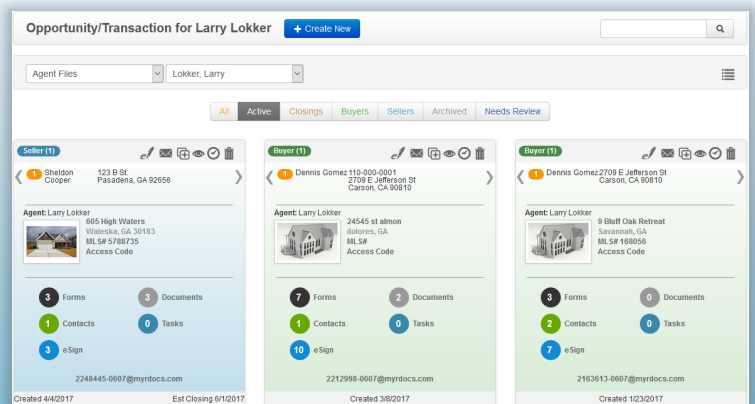 Opportunity/Transaction for Larry Lokker
+ Create New
Agent Files
Lokker, Larry
All Active Closings Buyers Sellers Archived Needs Review
Seller (1)
1 Sheldon Cooper
123 B St.
Pasadena, GA 92656
Agent: Larry Lokker
605 High Waters
Waleska, GA 30183
MLS# 5788735
Access Code
3 Forms
3 Documents
1 Contacts
0 Tasks
3 eSign
2248445-0607@myrdocs.com
Created 4/4/2017
Est Closing 6/1/2017
Buyer (1)
1 Dennis Gomez
110-000-0001
2709 E Jefferson St
Carson, CA 90810
Agent: Larry Lokker
24545 st almon
dolores, GA
MLS#
Access Code
7 Forms
2 Documents
1 Contacts
0 Tasks
10 eSign
2212998-0607@myrdocs.com
Created 3/8/2017
Buyer (1)
1 Dennis Gomez
2709 E Jefferson St
Carson, CA 90810
Agent: Larry Lokker
9 Bluff Oak Retreat
Savannah, GA
MLS# 168056
Access Code
3 Forms
0 Documents
2 Contacts
0 Tasks
7 eSign
2163613-0607@myrdocs.com
Created 1/23/2017